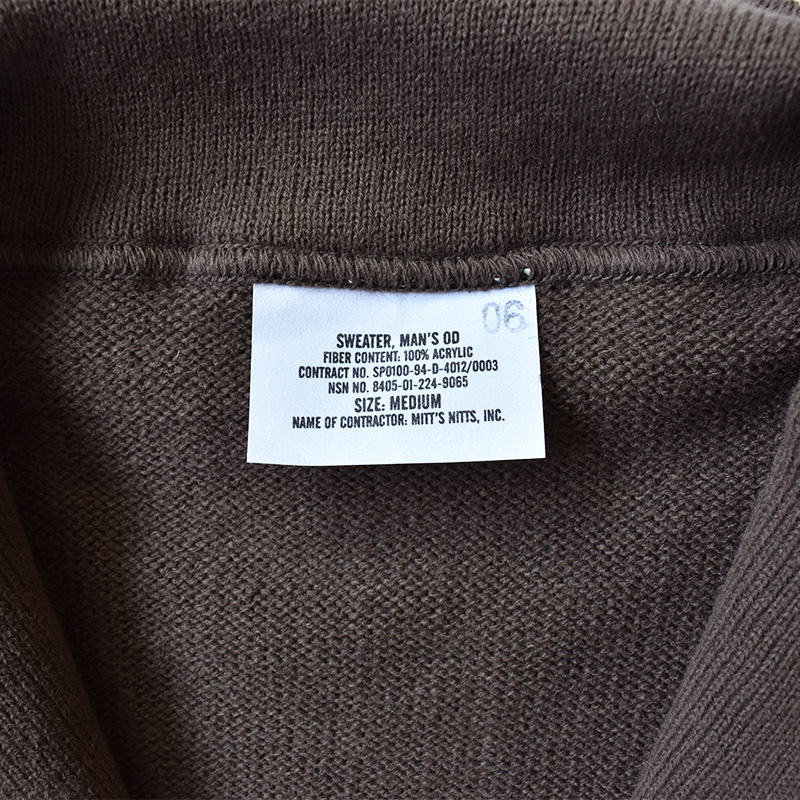 06
SWEATER, MAN'S OD
FIBER CONTENT: 100% ACRYLIC
CONTRACT NO. SP0100-94-D-4012/0003
NSN NO. 8405-01-224-9065
SIZE: MEDIUM
NAME OF CONTRACTOR: MITT'S NITTS, INC.